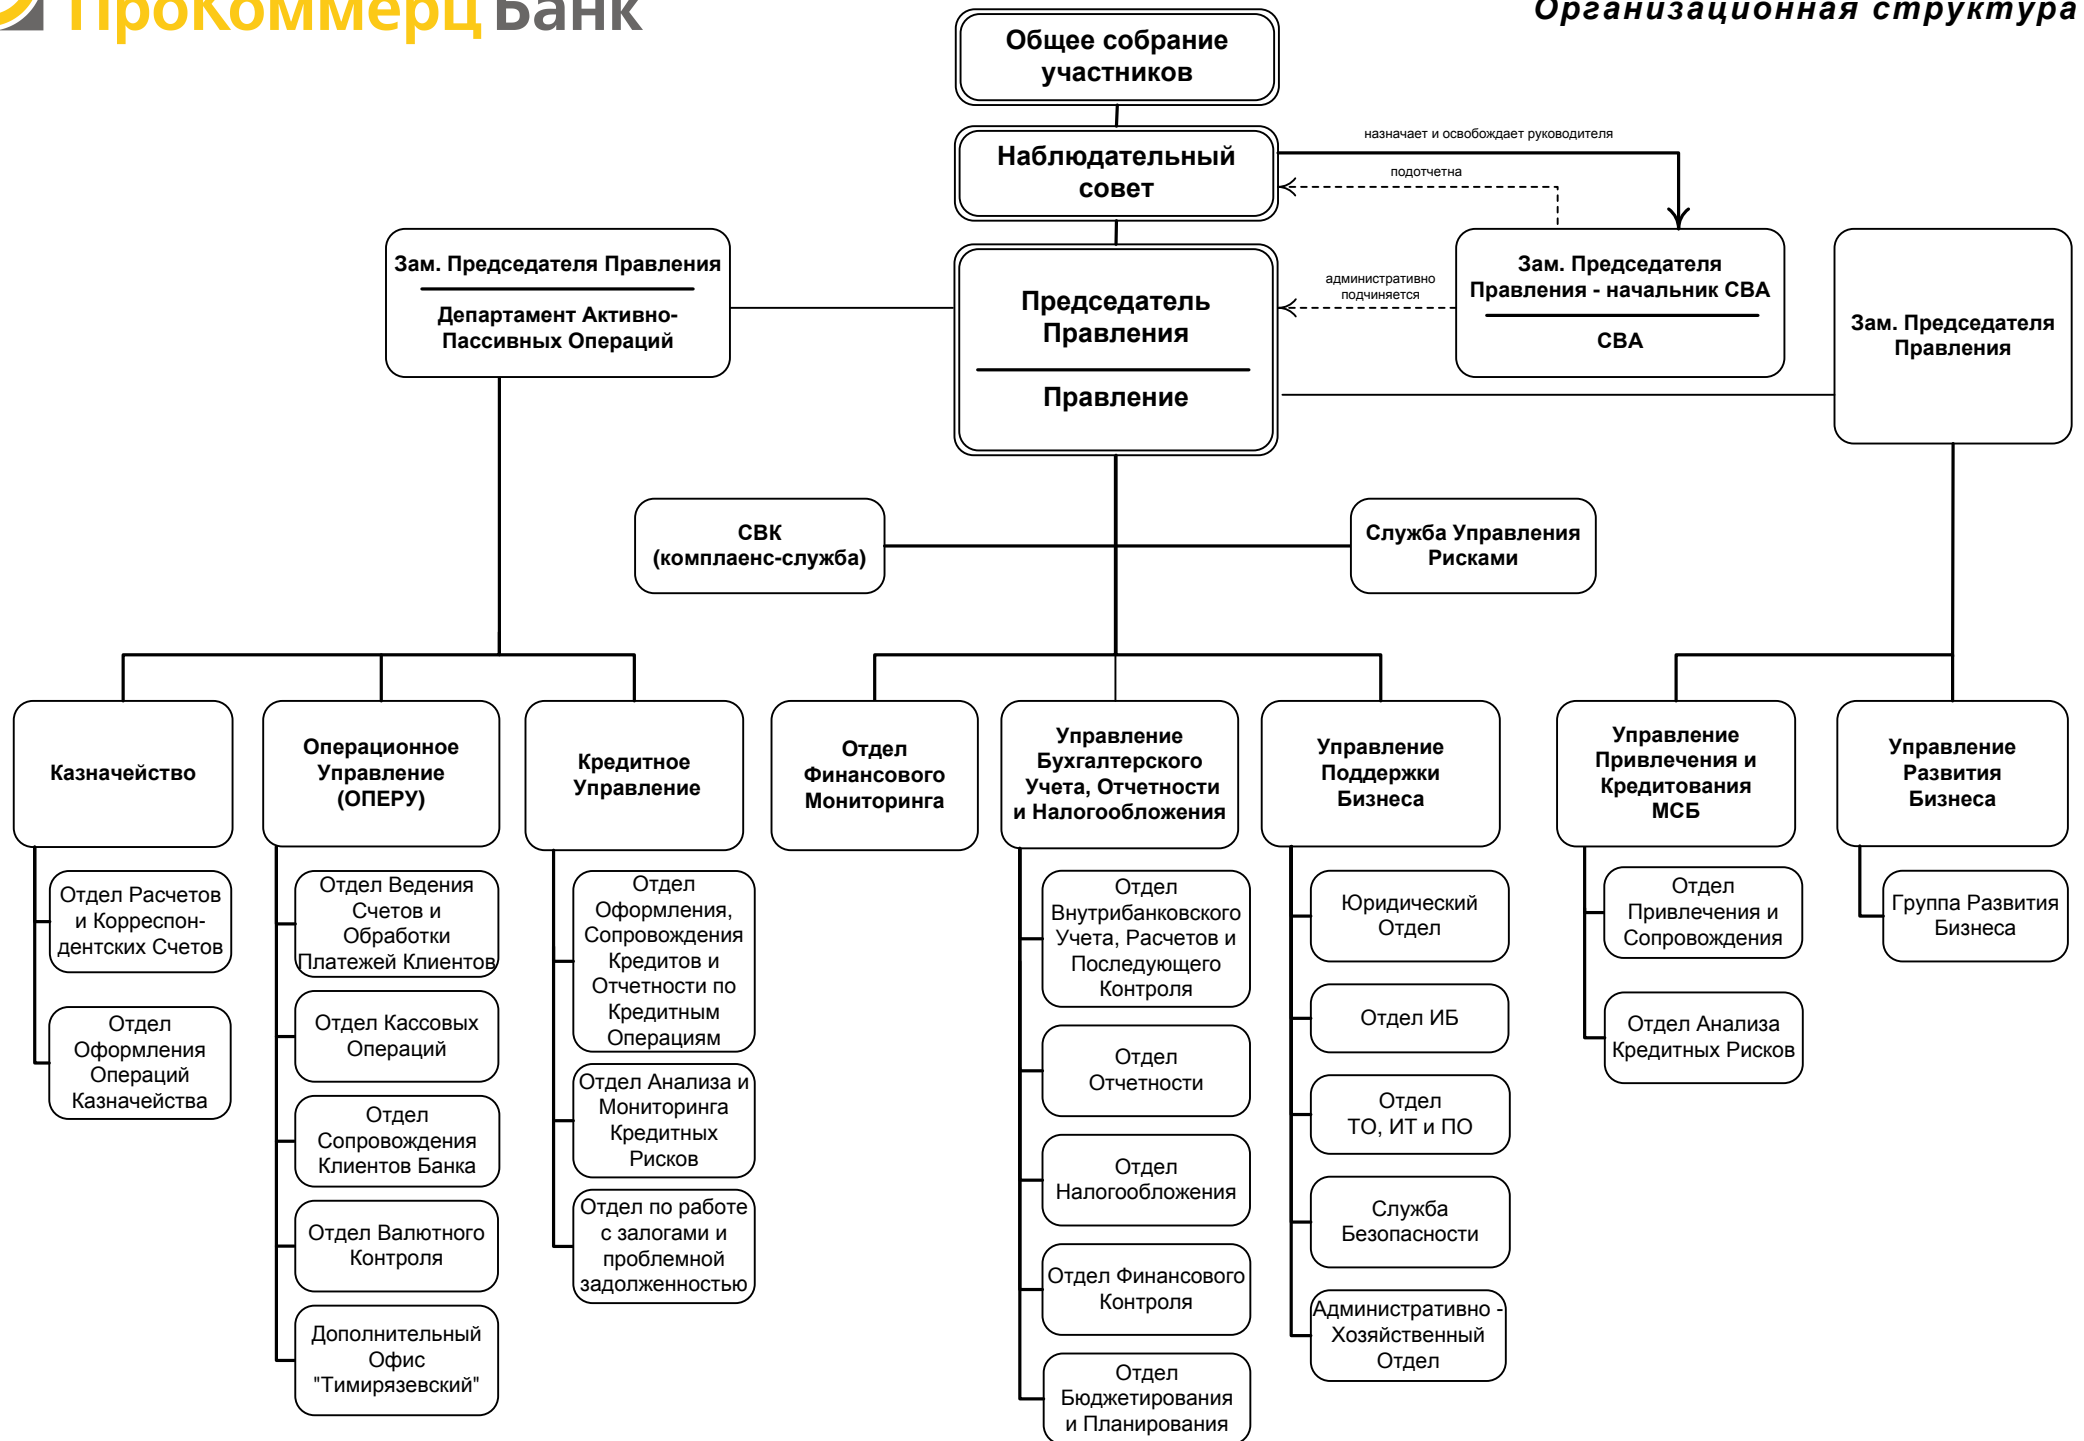 ПроКоммерц Банк
Организационная структура
Общее собрание
участников
Наблюдательный
совет
назначает и освобождает руководителя
подотчетна
Зам. Председателя Правления
Департамент Активно-
Пассивных Операций
Председатель
Правления
Правление
административно
подчиняется
Зам. Председателя
Правления - начальник СВА
СВА
Зам. Председателя
Правления
СВК
(комплаенс-служба)
Служба Управления
Рисками
Казначейство
Операционное
Управление
(ОПЕРУ)
Кредитное
Управление
Отдел
Финансового
Мониторинга
Управление
Бухгалтерского
Учета, Отчетности
и Налогообложения
Управление
Поддержки
Бизнеса
Управление
Привлечения и
Кредитования
МСБ
Управление
Развития
Бизнеса
Отдел Расчетов
и Корреспон-
дентских Счетов
Отдел
Оформления
Операций
Казначейства
Отдел Ведения
Счетов и
Обработки
Платежей Клиентов
Отдел Кассовых
Операций
Отдел
Сопровождения
Клиентов Банка
Отдел Валютного
Контроля
Дополнительный
Офис
"Тимирязевский"
Отдел
Оформления,
Сопровождения
Кредитов и
Отчетности по
Кредитным
Операциям
Отдел Анализа и
Мониторинга
Кредитных
Рисков
Отдел по работе
с залогами и
проблемной
задолженностью
Отдел
Внутрибанковского
Учета, Расчетов и
Последующего
Контроля
Отдел
Отчетности
Отдел
Налогообложения
Отдел Финансового
Контроля
Отдел
Бюджетирования
и Планирования
Юридический
Отдел
Отдел ИБ
Отдел
ТО, ИТ и ПО
Служба
Безопасности
Административно -
Хозяйственный
Отдел
Отдел
Привлечения и
Сопровождения
Отдел Анализа
Кредитных Рисков
Группа Развития
Бизнеса